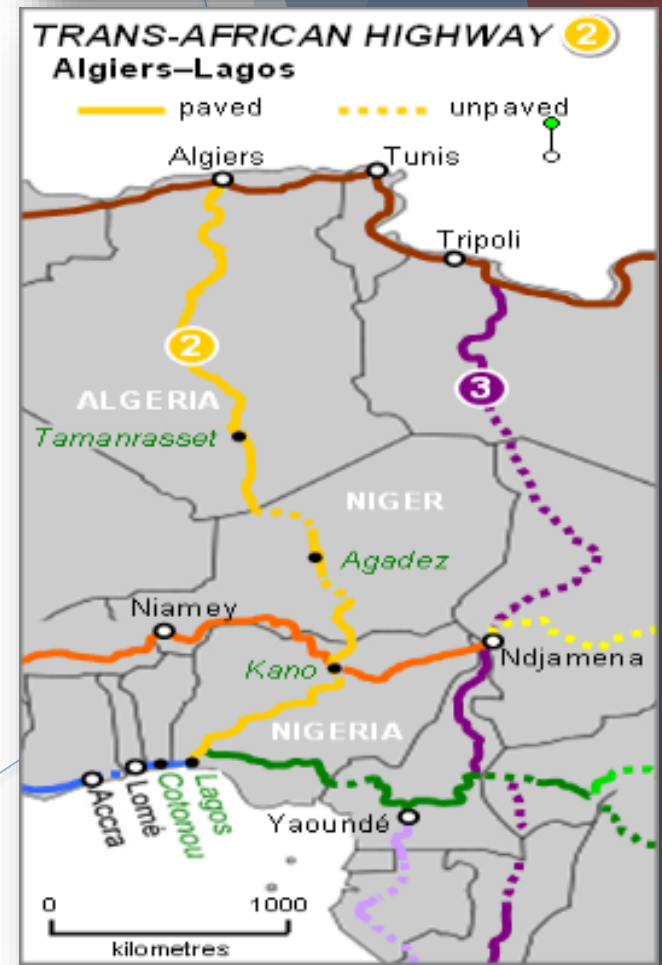 TRANS-AFRICAN HIGHWAY 2
Algiers–Lagos
paved unpaved
Algiers Tunis
Tripoli
2
3
ALGERIA
Tamanrasset
NIGER
Agadez
Niamey
Ndjamena
Kano
NIGERIA
Accra
Lomé
Cotonou
Lagos
Yaoundé
0 1000
kilometres